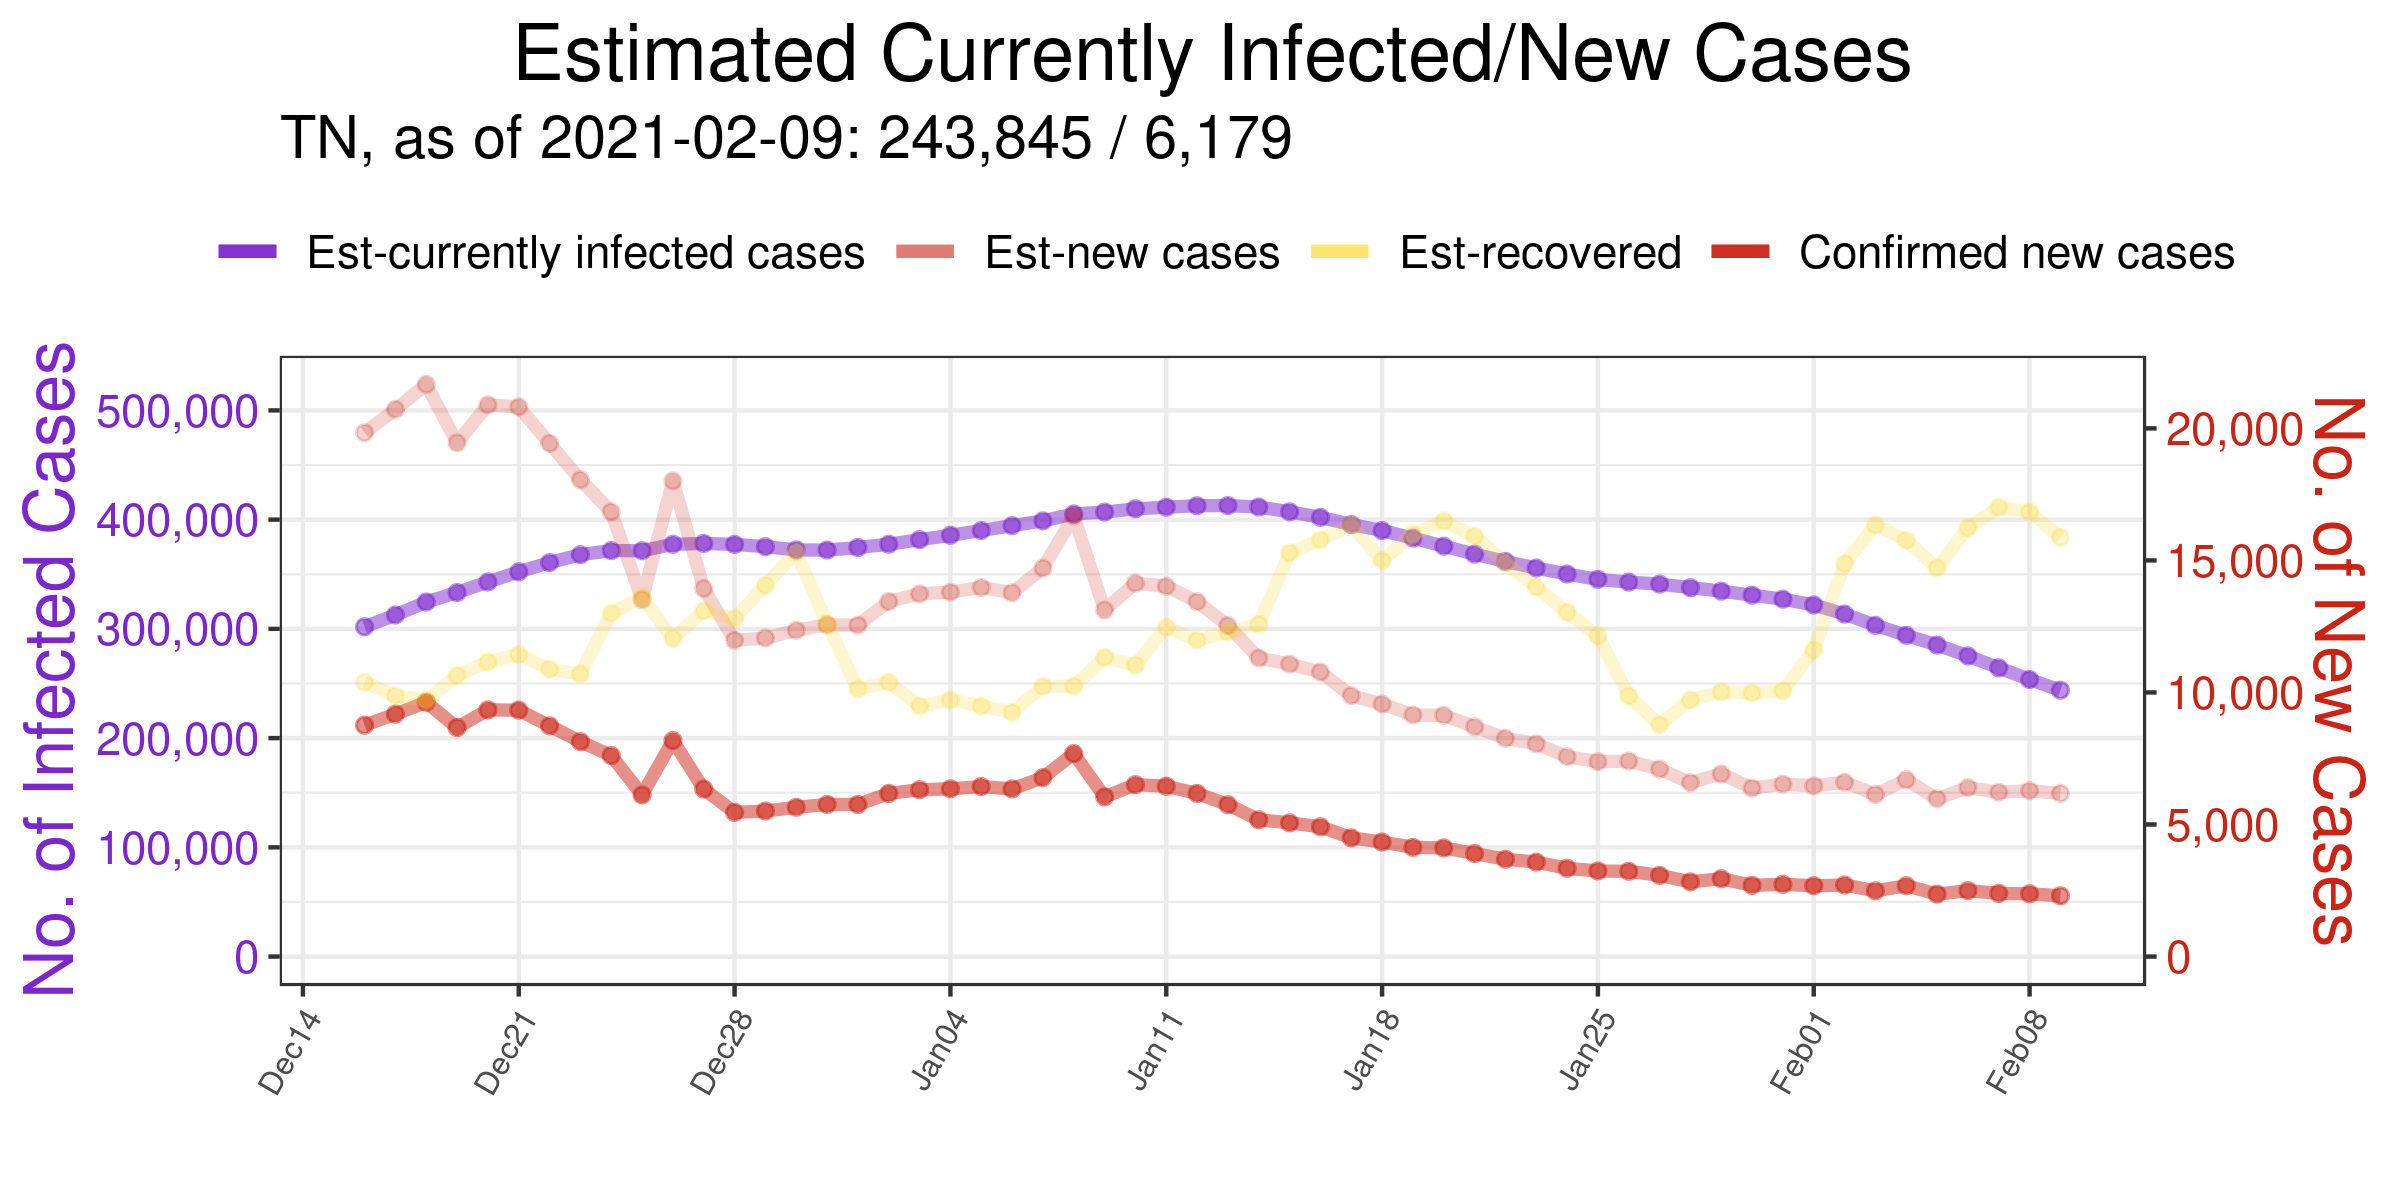 Estimated Currently Infected/New Cases
TN, as of 2021-02-09: 243,845 / 6,179
Est-currently infected cases Est-new cases Est-recovered Confirmed new cases
No. of Infected Cases
500,000
400,000
300,000
200,000
100,000
0
20,000
15,000
10,000
5,000
0
No. of New Cases
Dec14 Dec21 Dec28 Jan04 Jan11 Jan18 Jan25 Feb01 Feb08